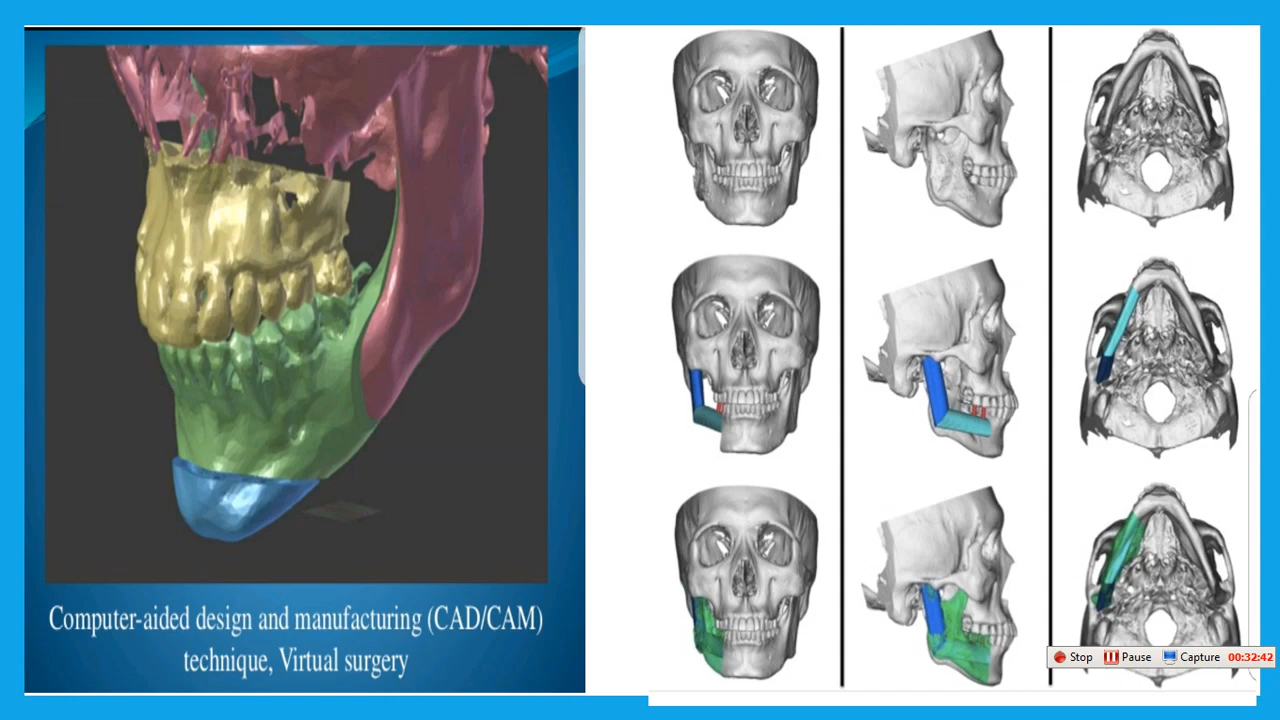 Computer-aided design and manufacturing (CAD/CAM)
technique, Virtual surgery
Stop Pause Capture 00:32:42